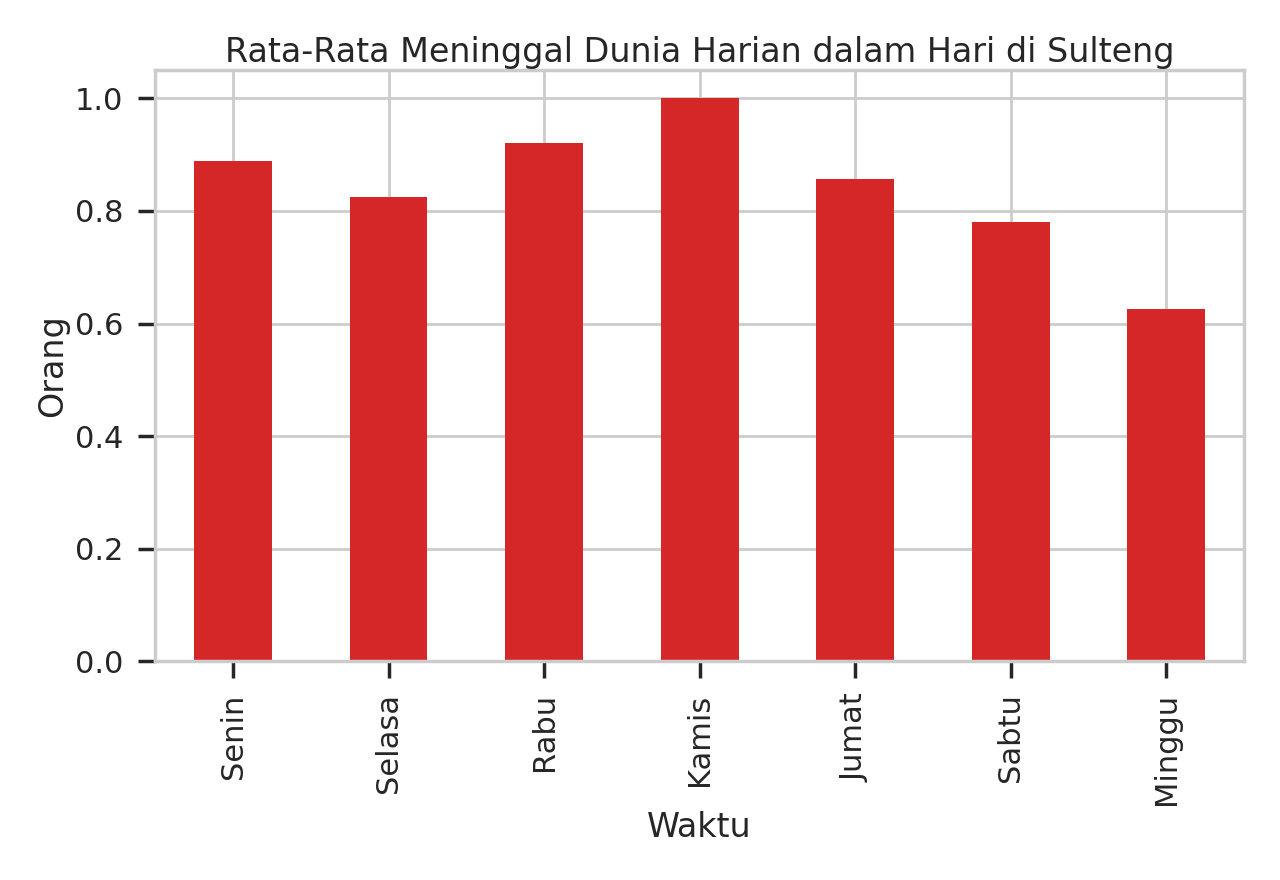 Rata-Rata Meninggal Dunia Harian dalam Hari di Sulteng
Orang
1.0
0.8
0.6
0.4
0.2
0.0
Senin
Selasa
Rabu
Kamis
Jumat
Sabtu
Minggu
Waktu